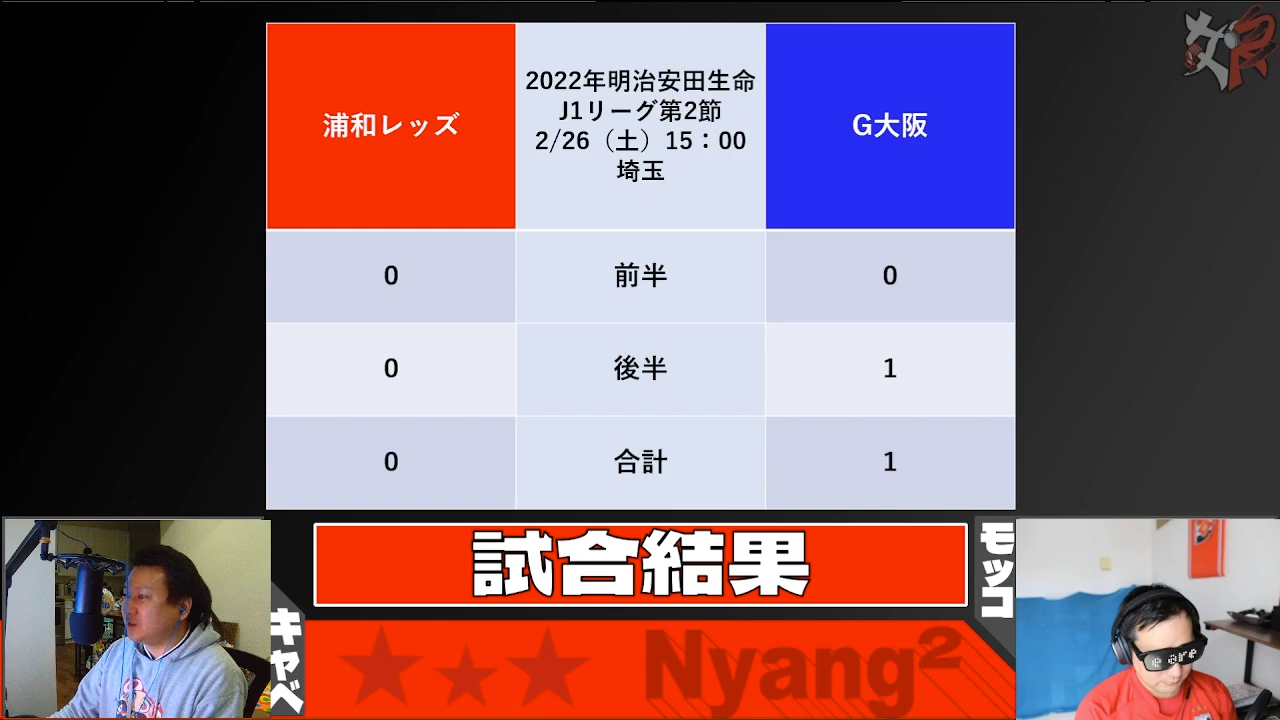 浦和レッズ
2022年明治安田生命
J1リーグ第2節
2/26（土）15：00
埼玉
G大阪
0
前半
0
0
後半
1
0
合計
1
試合結果
キャベ
モッコ
Nyang²